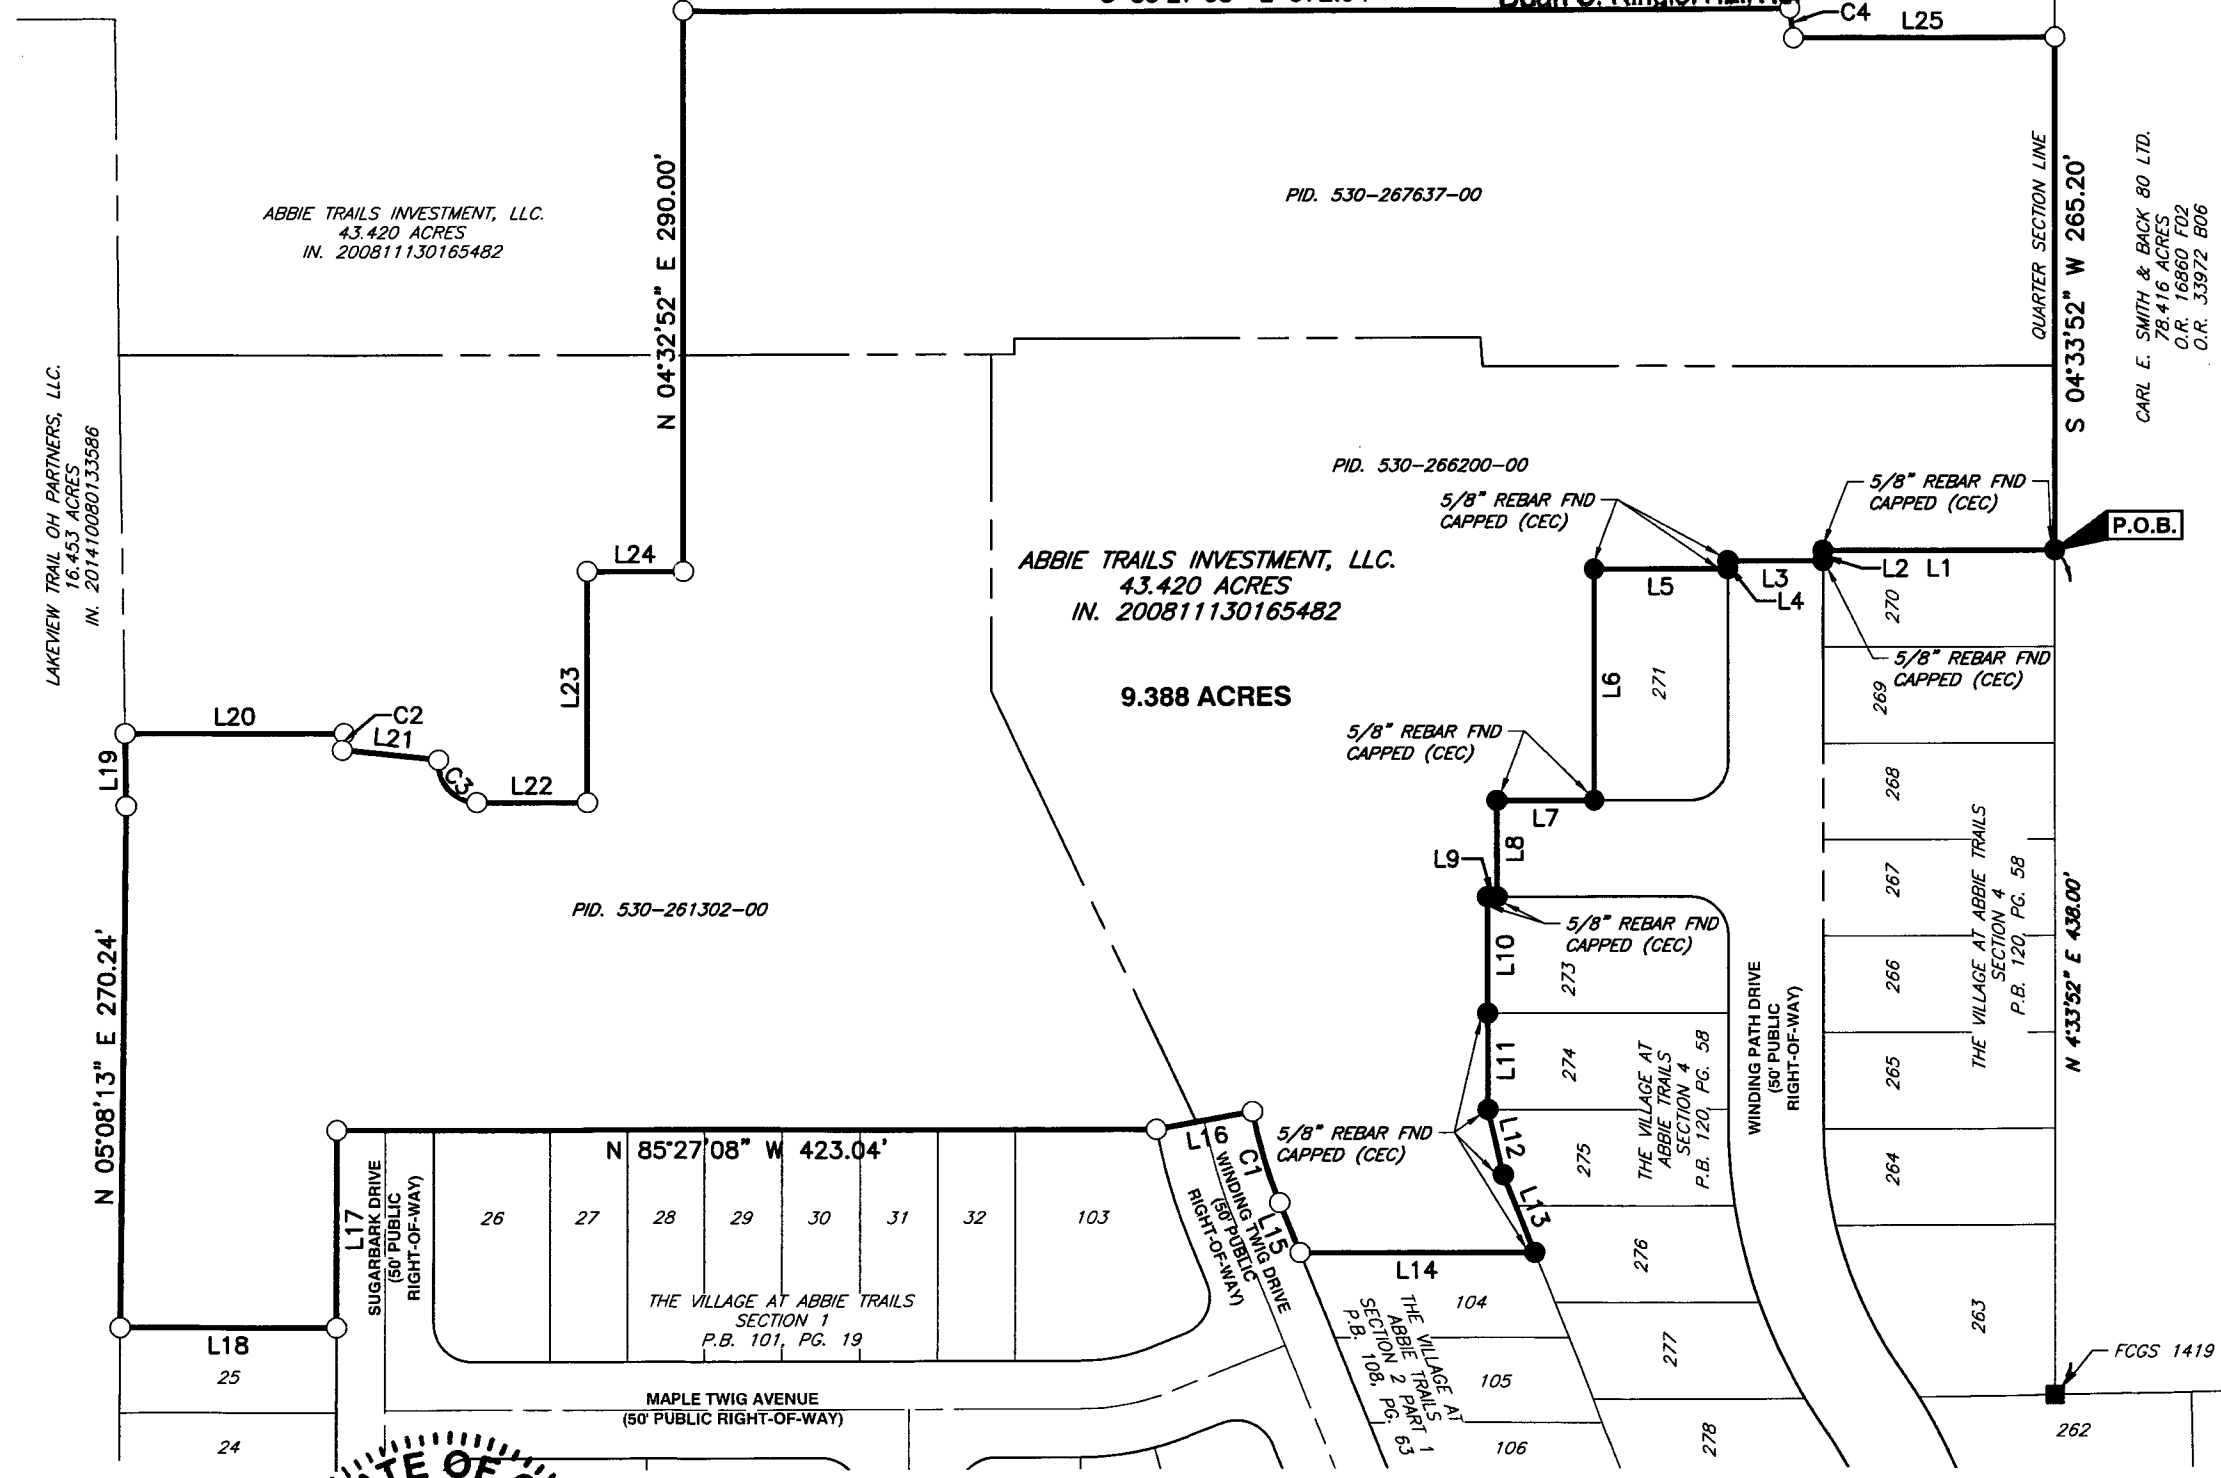 C4
L25
ABBIE TRAILS INVESTMENT, LLC.
43.420 ACRES
IN. 200811130165482
N 04°32'52" E 290.00'
PID. 530-267637-00
QUARTER SECTION LINE
S 04°33'52" W 265.20'
CARL E. SMITH & BACK 80 LTD.
78.416 ACRES
O.R. 16860 F02
O.R. 33972 B06
LAKEVIEW TRAIL OH PARTNERS, LLC.
16.453 ACRES
IN. 201410080133586
PID. 530-266200-00
5/8" REBAR FND
CAPPED (CEC)
5/8" REBAR FND
CAPPED (CEC)
P.O.B.
L24
ABBIE TRAILS INVESTMENT, LLC.
43.420 ACRES
IN. 200811130165482
L5
L3
L4
L2
L1
270
L23
L6
271
5/8" REBAR FND
CAPPED (CEC)
269
9.388 ACRES
L20
C2
L21
L19
C3
L22
5/8" REBAR FND
CAPPED (CEC)
L7
268
L8
L9
267
PID. 530-261302-00
5/8" REBAR FND
CAPPED (CEC)
L10
273
266
THE VILLAGE AT ABBIE TRAILS
SECTION 4
P.B. 120, PG. 58
N 4°33'52" E 438.00'
N 05°08'13" E 270.24'
L11
274
THE VILLAGE AT
ABBIE TRAILS
SECTION 4
P.B. 120, PG. 58
WINDING PATH DRIVE
(50' PUBLIC
RIGHT-OF-WAY)
265
N 85°27'08" W 423.04'
L16
C1
5/8" REBAR FND
CAPPED (CEC)
L12
275
264
L17
SUGARBARK DRIVE
(50' PUBLIC
RIGHT-OF-WAY)
26
27
28
29
30
31
32
103
WINDING TWIG DRIVE
(50' PUBLIC
RIGHT-OF-WAY)
L15
L13
L14
276
263
L18
THE VILLAGE AT ABBIE TRAILS
SECTION 1
P.B. 101, PG. 19
THE VILLAGE AT
ABBIE TRAILS
SECTION 2 PART 1
P.B. 108, PG. 63
104
277
FCGS 1419
25
105
MAPLE TWIG AVENUE
(50' PUBLIC RIGHT-OF-WAY)
24
106
278
262